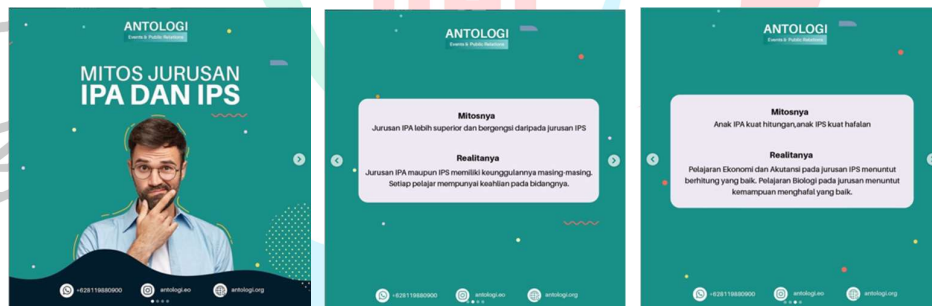 ANTOLOGI
Events & Public Relations
MITOS JURUSAN
IPA DAN IPS
+628119880900
antologi.eo
antologi.org
ANTOLOGI
Events & Public Relations
Mitosnya
Jurusan IPA lebih superior dan bergengsi daripada jurusan IPS
Realitanya
Jurusan IPA maupun IPS memiliki keunggulannya masing-masing.
Setiap pelajar mempunyai keahlian pada bidangnya.
+628119880900
antologi.eo
antologi.org
ANTOLOGI
Events & Public Relations
Mitosnya
Anak IPA kuat hitungan,anak IPS kuat hafalan
Realitanya
Pelajaran Ekonomi dan Akutansi pada jurusan IPS menuntut
berhitung yang baik. Pelajaran Biologi pada jurusan menuntut
kemampuan menghafal yang baik.
+628119880900
antologi.eo
antologi.org